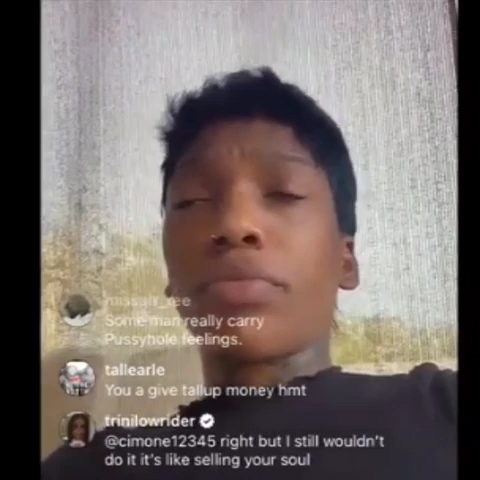 missgh_ree
Some man really carry
Pussyhole feelings.
tallearle
You a give tallup money hmt
trinilowrider
@cimone12345 right but I still wouldn't
do it it's like selling your soul